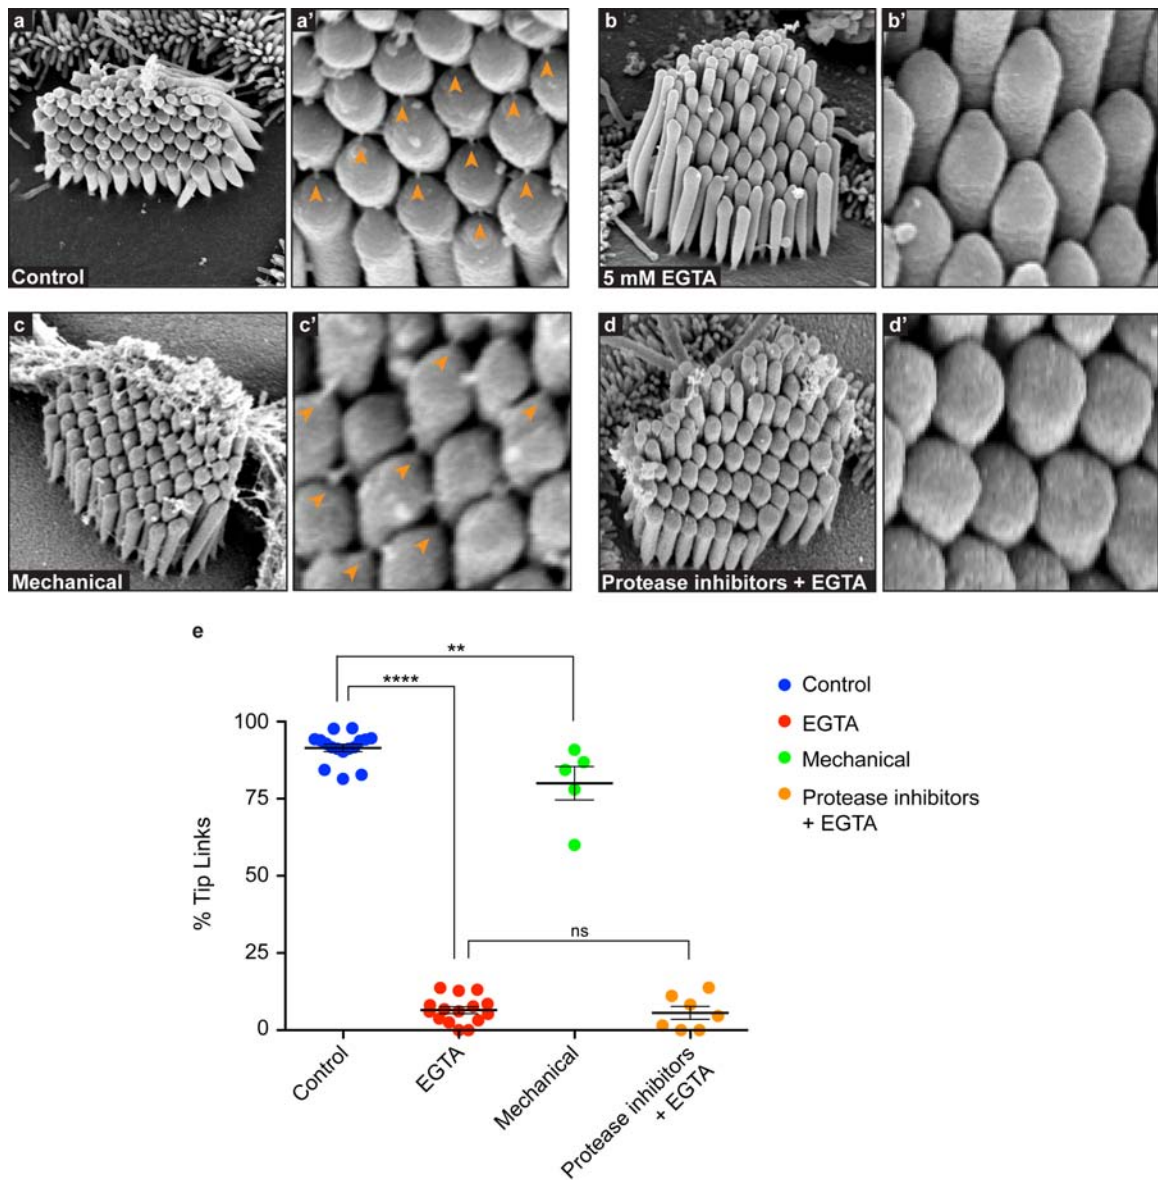 a
a'
b
b'
Control
5 mM EGTA
c
c'
d
d'
Mechanical
Protease inhibitors + EGTA
e
**
****
ns
% Tip Links
100
75
50
25
0
Control
EGTA
Mechanical
Protease inhibitors
+ EGTA
Control
EGTA
Mechanical
Protease inhibitors
+ EGTA